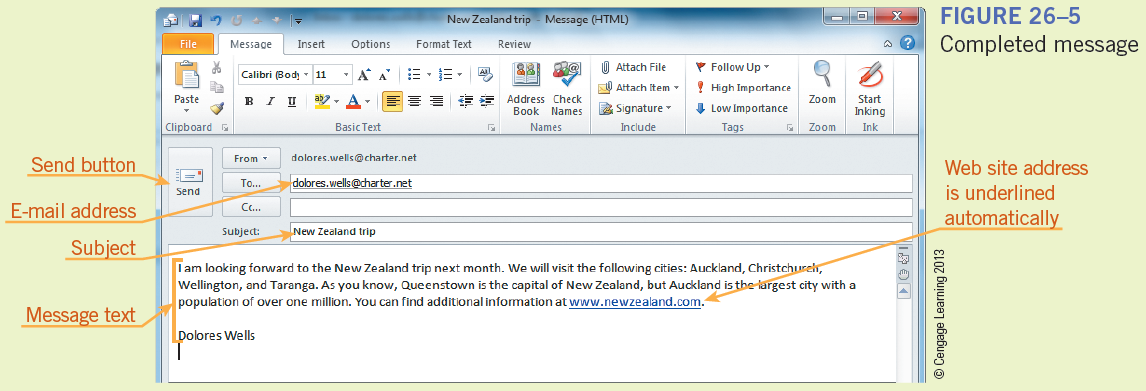 New Zealand trip - Message (HTML)
File Message Insert Options Format Text Review
Paste
Clipboard
Calibri (Body 11
B I U
Basic Text
Address Book
Check Names
Names
Attach File
Attach Item
Signature
Include
Follow Up
High Importance
Low Importance
Tags
Zoom
Zoom
Start Inking
Ink
FIGURE 26–5
Completed message
Send button
E-mail address
Subject
Message text
Send
From dolores.wells@charter.net
To... dolores.wells@charter.net
Cc...
Subject: New Zealand trip
I am looking forward to the New Zealand trip next month. We will visit the following cities: Auckland, Christchurch,
Wellington, and Taranga. As you know, Queenstown is the capital of New Zealand, but Auckland is the largest city with a
population of over one million. You can find additional information at www.newzealand.com.
Dolores Wells
Web site address
is underlined
automatically
© Cengage Learning 2013